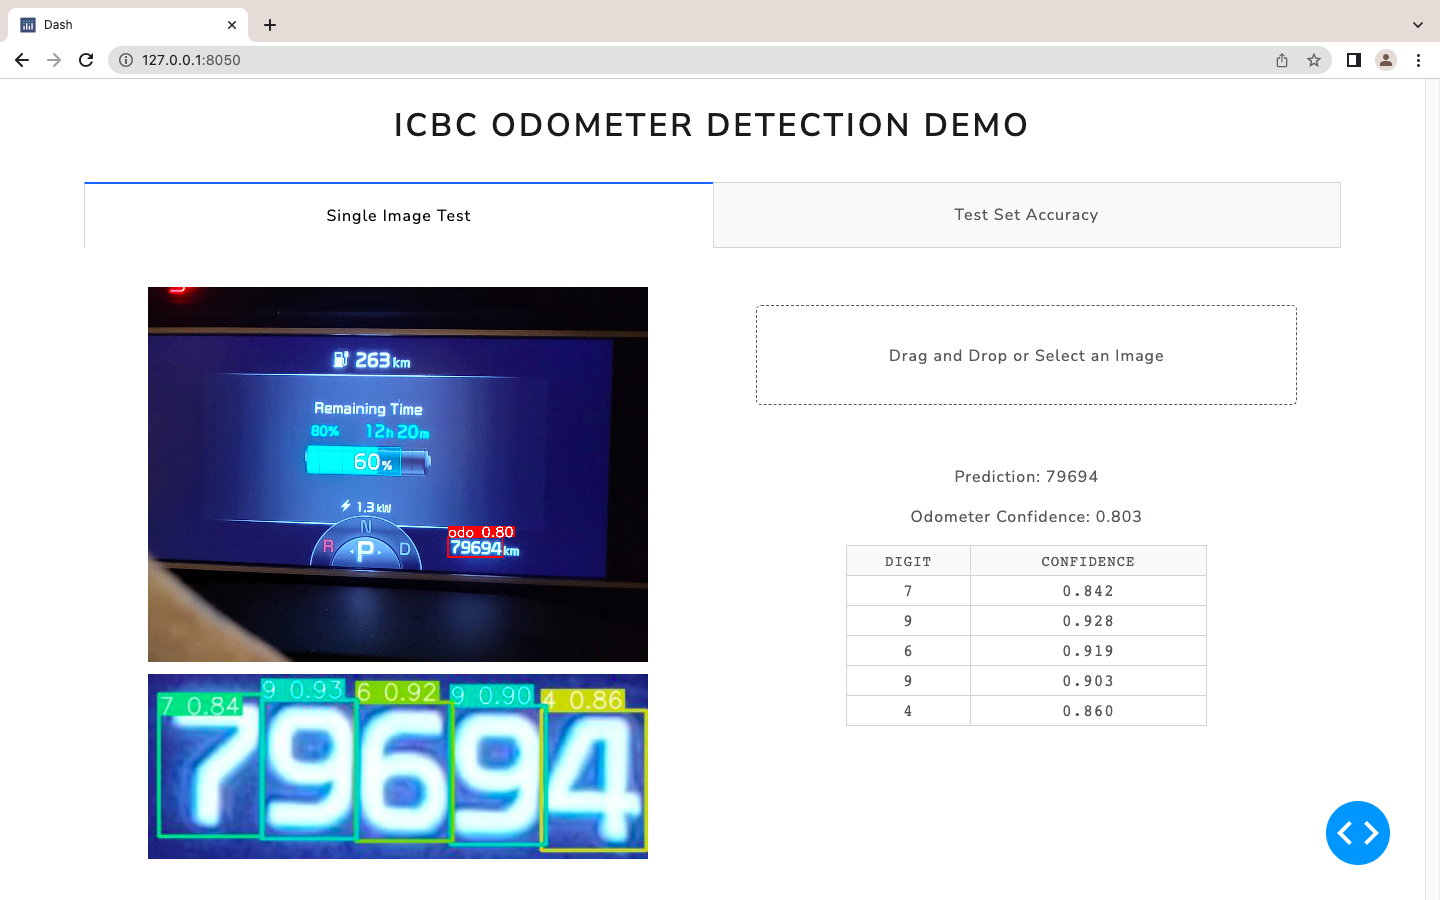 Dash
127.0.0.1:8050
ICBC ODOMETER DETECTION DEMO
Single Image Test
Test Set Accuracy
263 km
Remaining Time
80% 12h 20m
60%
1.3 kW
N
R P D
odo 0.80
79694 km
7 0.84 9 0.93 6 0.92 9 0.90 4 0.86
79694
Drag and Drop or Select an Image
Prediction: 79694
Odometer Confidence: 0.803
DIGIT CONFIDENCE
7 0.842
9 0.928
6 0.919
9 0.903
4 0.860